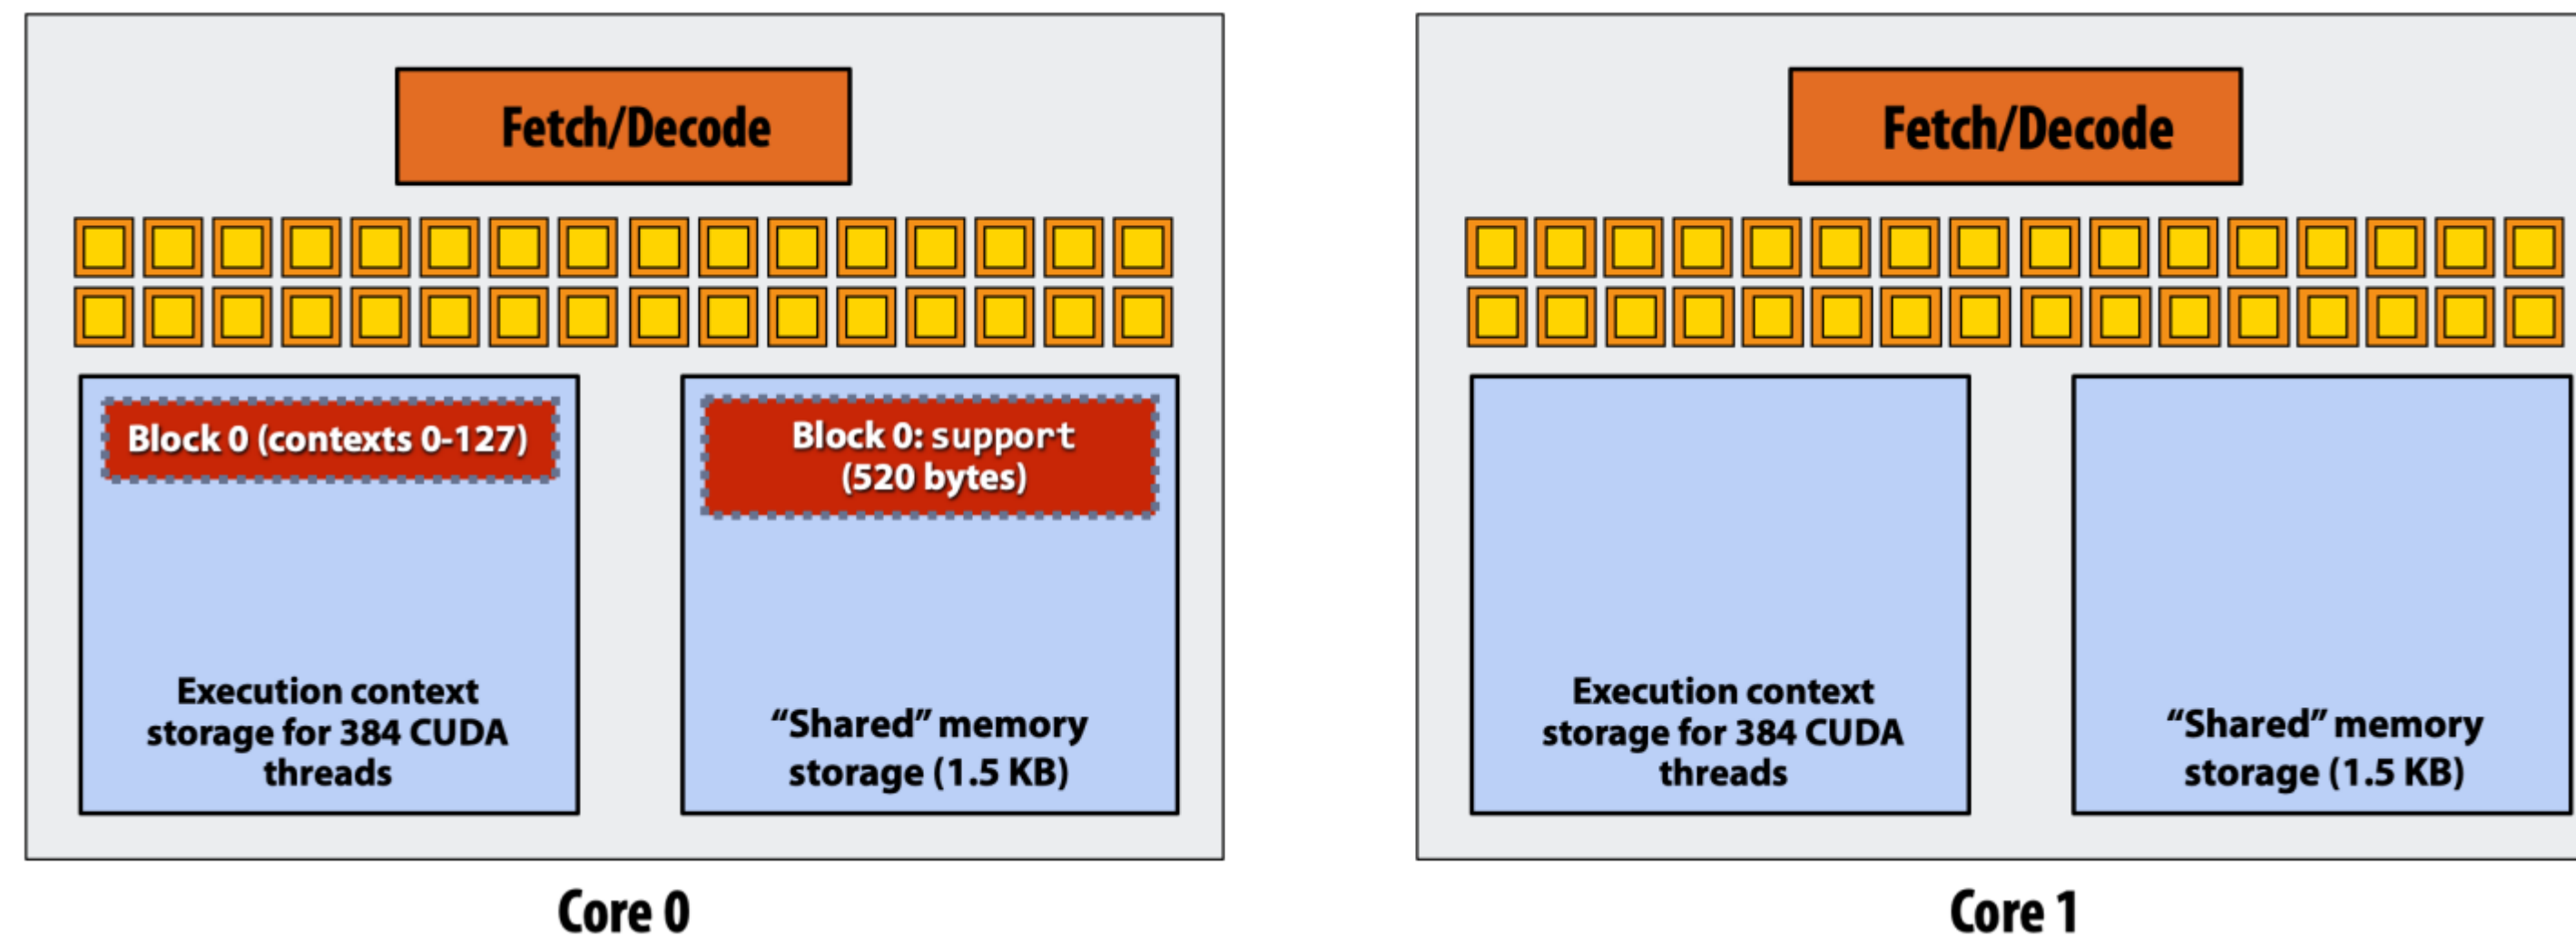 Fetch/Decode
Block 0 (contexts 0-127)
Execution context
storage for 384 CUDA
threads
Block 0: support
(520 bytes)
“Shared” memory
storage (1.5 KB)
Core 0
Fetch/Decode
Execution context
storage for 384 CUDA
threads
“Shared” memory
storage (1.5 KB)
Core 1